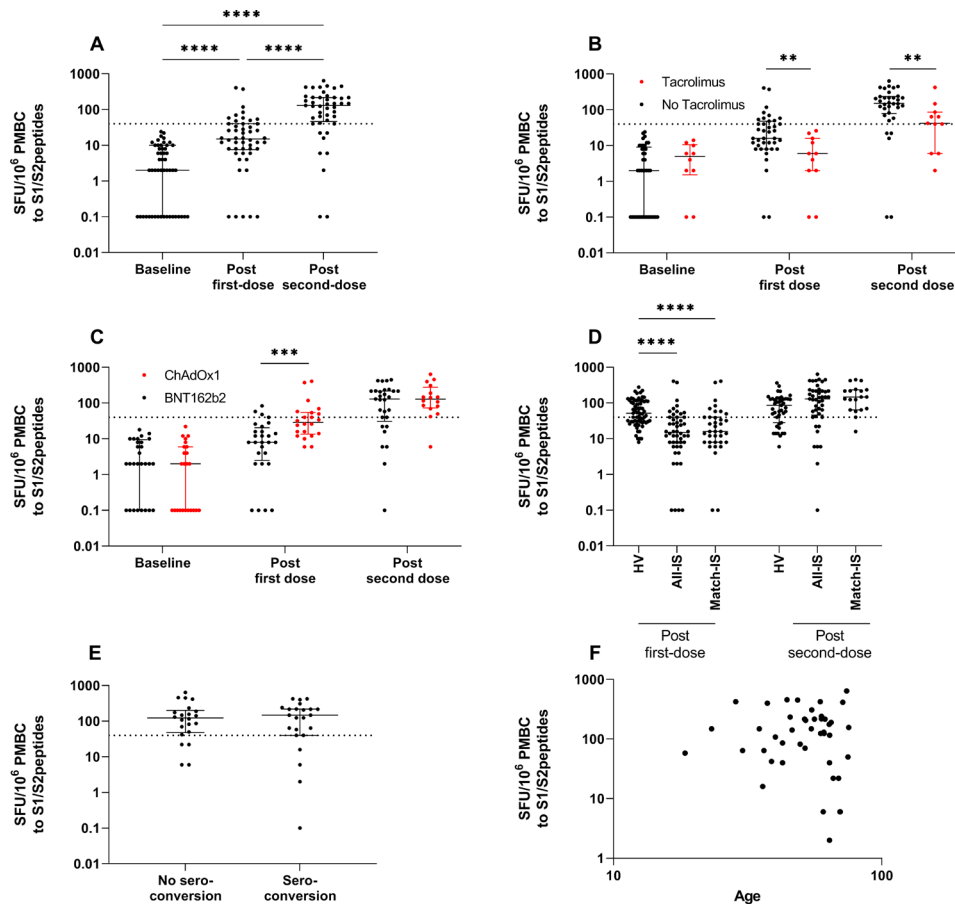 A
****
**** ****
SFU/10⁶ PMBC
to S1/S2peptides
1000
100
10
1
0.1
0.01
Baseline Post first-dose Post second-dose
B
** **
Tacrolimus
No Tacrolimus
SFU/10⁶ PMBC
to S1/S2peptides
1000
100
10
1
0.1
0.01
Baseline Post first dose Post second dose
C
***
ChAdOx1
BNT162b2
SFU/10⁶ PMBC
to S1/S2peptides
1000
100
10
1
0.1
0.01
Baseline Post first dose Post second dose
D
****
****
SFU/10⁶ PMBC
to S1/S2peptides
1000
100
10
1
0.1
0.01
HV All-IS Match-IS HV All-IS Match-IS
Post first-dose Post second-dose
E
SFU/10⁶ PMBC
to S1/S2peptides
1000
100
10
1
0.1
0.01
No sero-conversion Sero-conversion
F
SFU/10⁶ PMBC
to S1/S2peptides
1000
100
10
1
10 100
Age